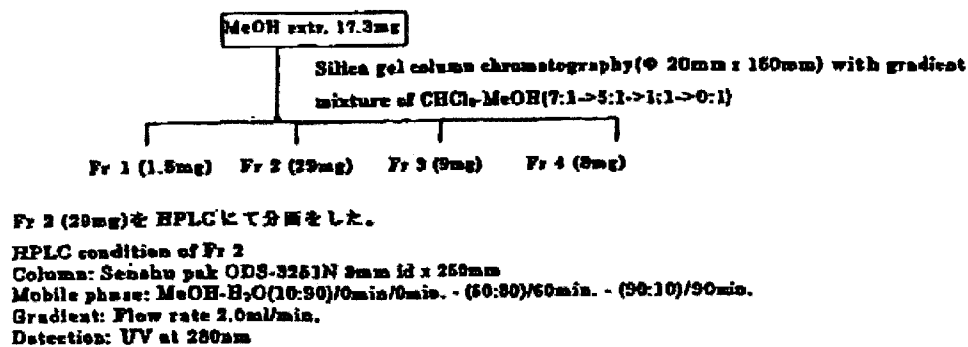 MeOH extr. 17.3mg
Silica gel column chromatography(Φ 20mm x 150mm) with gradient
mixture of CHCl₃-MeOH(7:1->5:1->1:1->0:1)
Fr 1 (1.5mg) Fr 2 (29mg) Fr 3 (9mg) Fr 4 (8mg)
Fr 2 (29mg)を HPLCにて分画をした。
HPLC condition of Fr 2
Column: Senshu pak ODS-3251N 8mm id x 250mm
Mobile phase: MeOH-H₂O(10:90)/0min/0min. - (50:50)/60min. - (90:10)/90min.
Gradient: Flow rate 2.0ml/min.
Detection: UV at 280nm